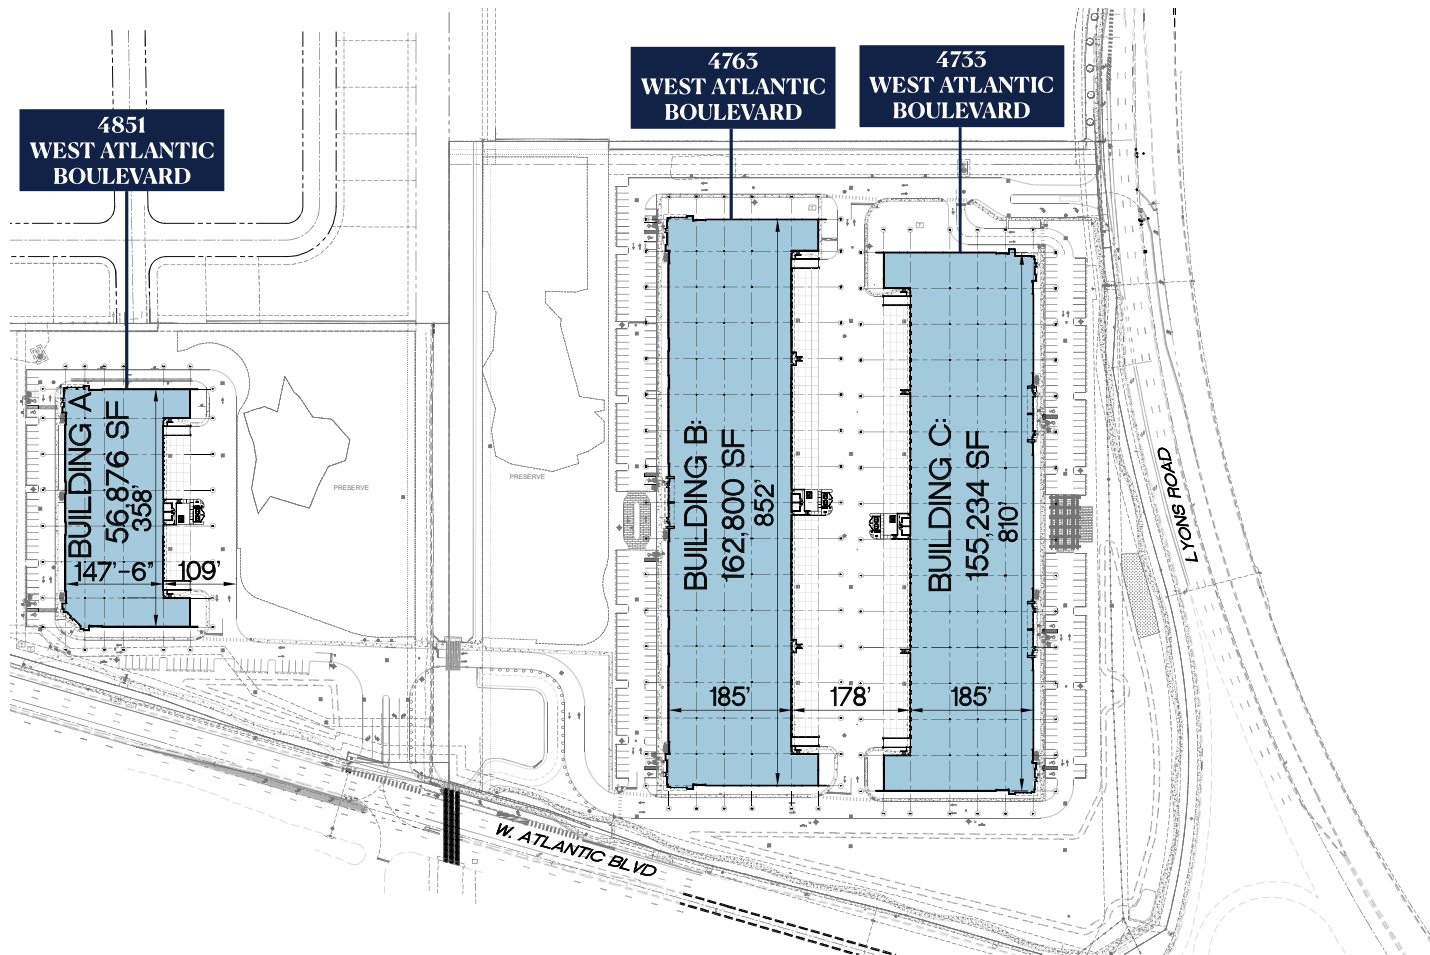 4851
WEST ATLANTIC
BOULEVARD
4763
WEST ATLANTIC
BOULEVARD
4733
WEST ATLANTIC
BOULEVARD
BUILDING A:
56,876 SF
358'
147'-6"
109'
PRESERVE
PRESERVE
BUILDING B:
162,800 SF
852'
185'
178'
BUILDING C:
155,234 SF
810'
185'
LYONS ROAD
W. ATLANTIC BLVD